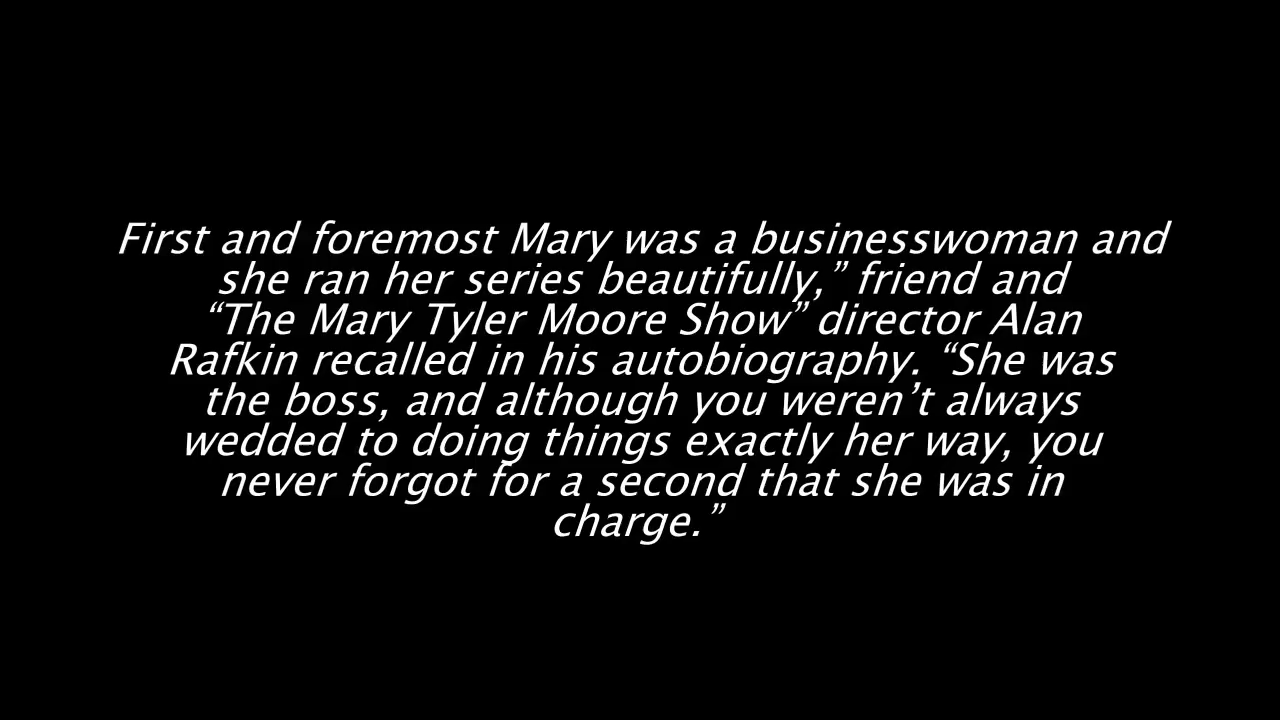 First and foremost Mary was a businesswoman and
she ran her series beautifully,” friend and
“The Mary Tyler Moore Show” director Alan
Rafkin recalled in his autobiography. “She was
the boss, and although you weren’t always
wedded to doing things exactly her way, you
never forgot for a second that she was in
charge.”